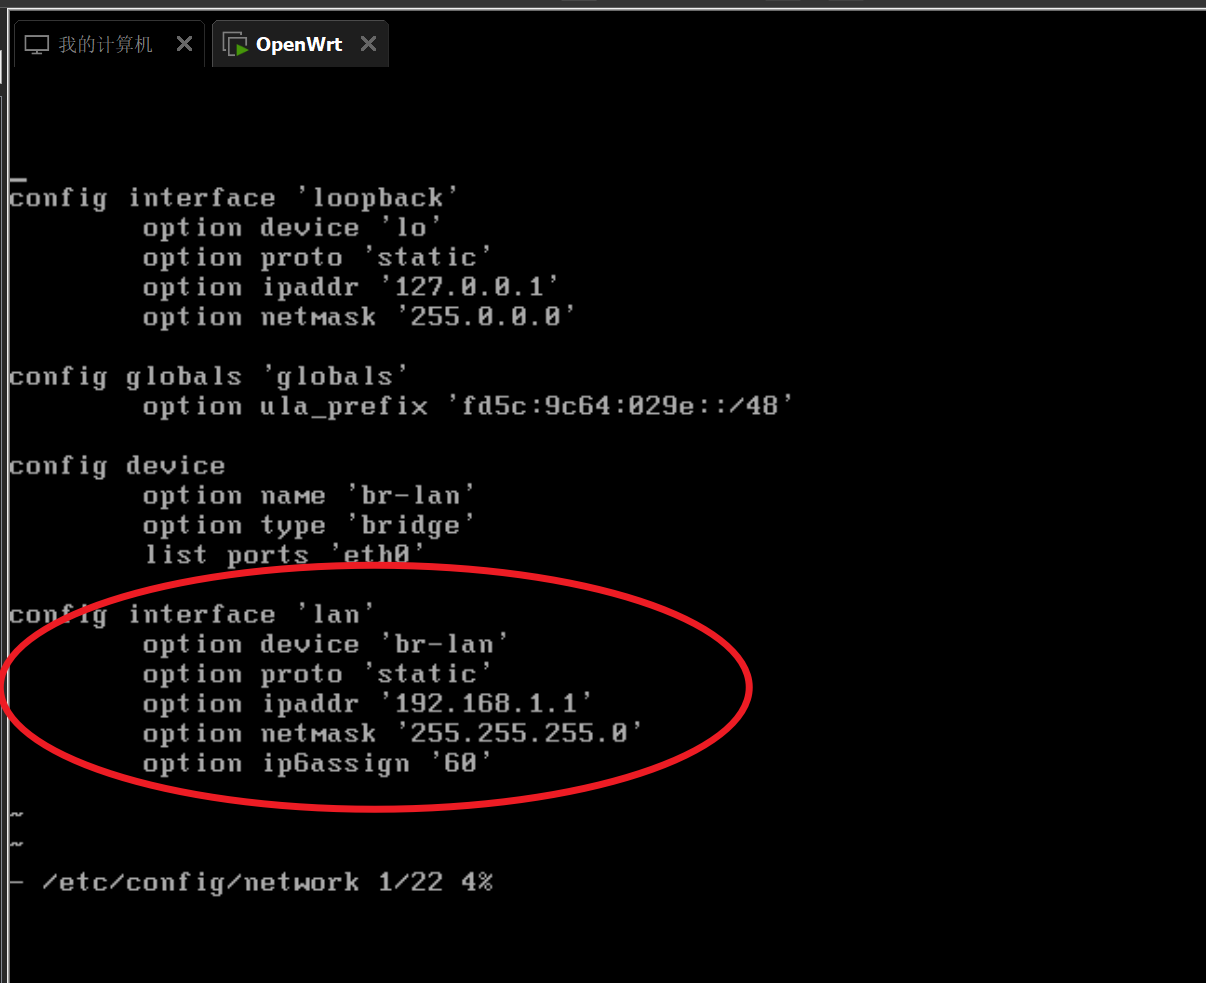 我的计算机
OpenWrt
config interface 'loopback'
option device 'lo'
option proto 'static'
option ipaddr '127.0.0.1'
option netmask '255.0.0.0'
config globals 'globals'
option ula_prefix 'fd5c:9c64:029e::/48'
config device
option name 'br-lan'
option type 'bridge'
list ports 'eth0'
config interface 'lan'
option device 'br-lan'
option proto 'static'
option ipaddr '192.168.1.1'
option netmask '255.255.255.0'
option ip6assign '60'
~
~
- /etc/config/network 1/22 4%